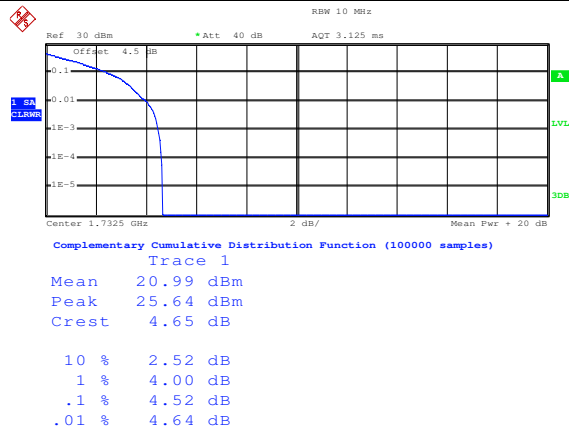 RBW 10 MHz
Ref 30 dBm *Att 40 dB AQT 3.125 ms
Offset 4.5 dB
0.1
A
1 SA
CLRWR
0.01
1E-3
LVL
1E-4
1E-5
3DB
Center 1.7325 GHz 2 dB/ Mean Pwr + 20 dB
Complementary Cumulative Distribution Function (100000 samples)
Trace 1
Mean 20.99 dBm
Peak 25.64 dBm
Crest 4.65 dB
10 % 2.52 dB
1 % 4.00 dB
.1 % 4.52 dB
.01 % 4.64 dB